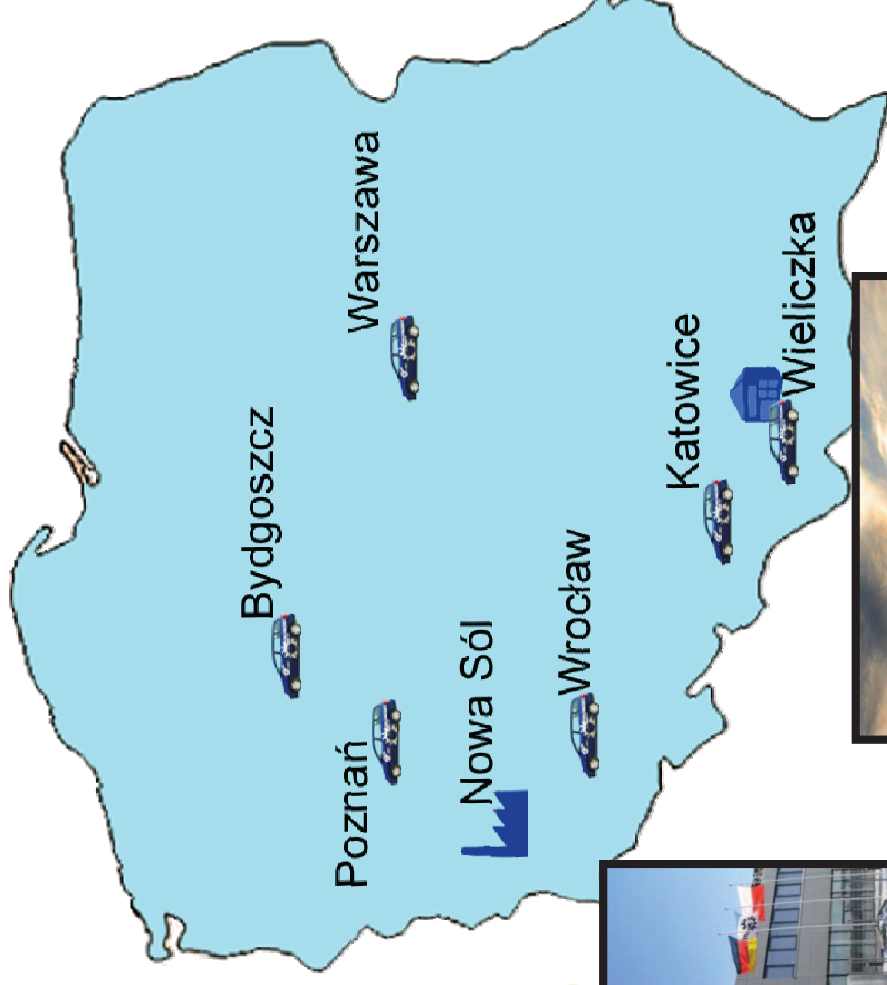 Bydgoszcz
Warszawa
Poznań
Nowa Sól
Wrocław
Katowice
Wieliczka